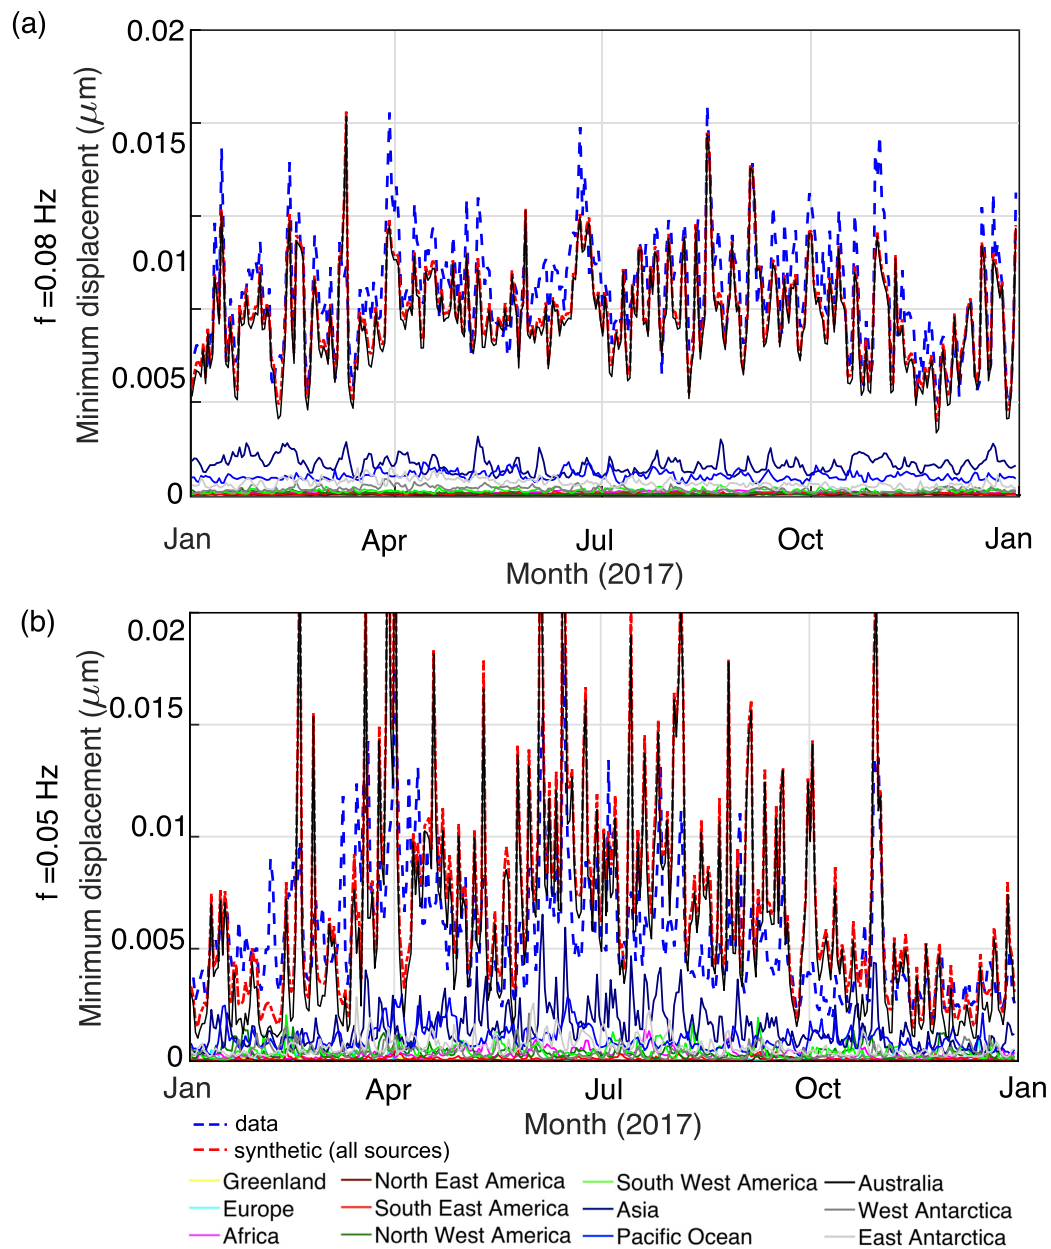 (a)
0.02
0.015
0.01
0.005
0
f =0.08 Hz
Minimum displacement (μm)
Jan Apr Jul Oct Jan
Month (2017)
(b)
0.02
0.015
0.01
0.005
0
f =0.05 Hz
Minimum displacement (μm)
Jan Apr Jul Oct Jan
Month (2017)
data
synthetic (all sources)
Greenland North East America South West America Australia
Europe South East America Asia West Antarctica
Africa North West America Pacific Ocean East Antarctica